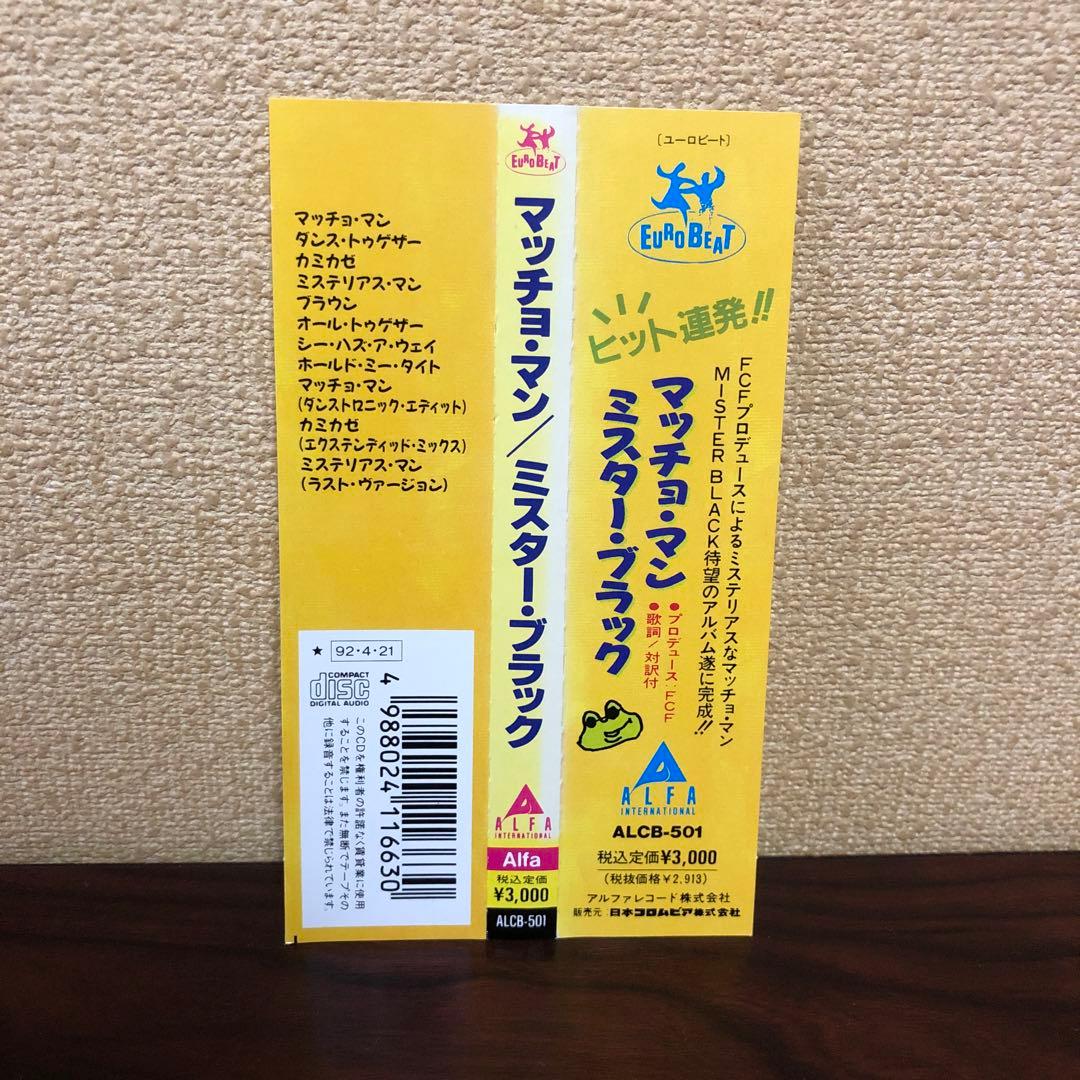 マッチョ・マン
ダンス・トゥゲザー
カミカゼ
ミステリアス・マン
ブラウン
オール・トゥゲザー
シー・ハズ・ア・ウェイ
ホールド・ミー・タイト
マッチョ・マン
(ダンストロニック・エディット)
カミカゼ
(エクステンディッド・ミックス)
ミステリアス・マン
(ラスト・ヴァージョン)
★ 92・4・21
COMPACT
disc
DIGITAL AUDIO
このCDを権利者の許諾なく賃貸業に使用
することを禁じます。また無断でテープその
他に録音することは法律で禁じられています。
4 988024 116630
EUROBEAT
マッチョ・マン/ミスター・ブラック
ALFA
INTERNATIONAL
Alfa
税込定価
¥3,000
ALCB-501
〔ユーロビート〕
EUROBEAT
ヒット連発!!
FCFプロデュースによるミステリアスなマッチョ・マン
MISTER BLACK待望のアルバム遂に完成!!
マッチョ・マン
ミスター・ブラック
●プロデュース:FCF
●歌詞/対訳付
ALFA
INTERNATIONAL
ALCB-501
税込定価¥3,000
(税抜価格¥2,913)
アルファレコード株式会社
販売元:日本コロムビア株式会社